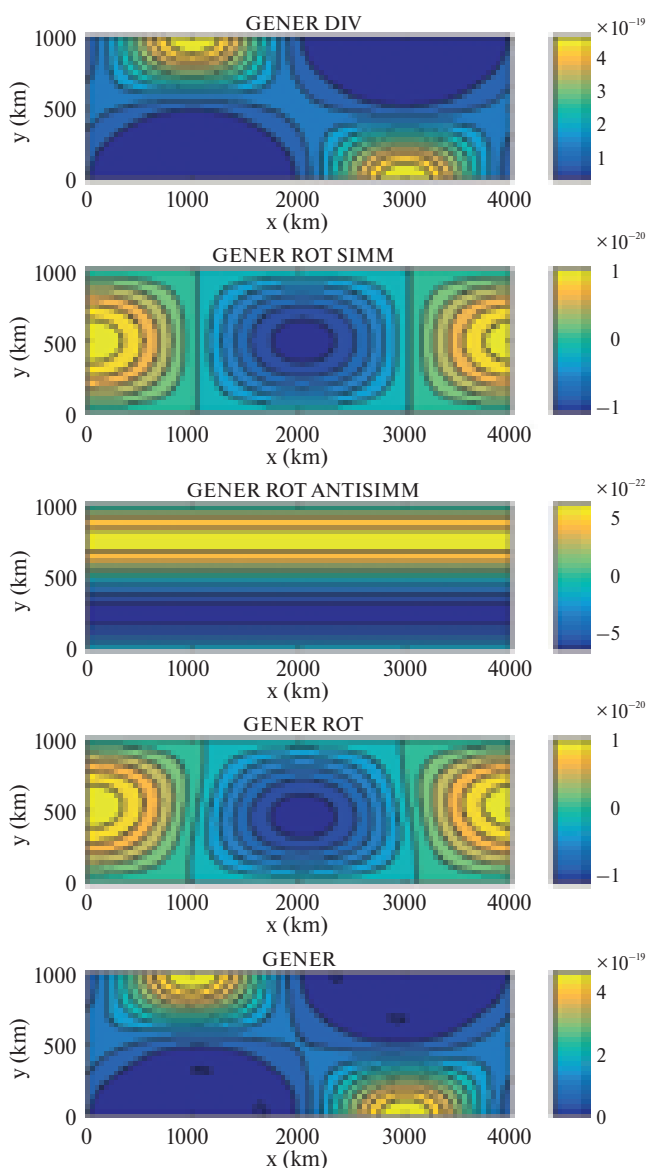 GENER DIV
×10⁻¹⁹
1000
500
0
y (km)
4
3
2
1
0 1000 2000 3000 4000
x (km)
GENER ROT SIMM
×10⁻²⁰
1000
500
0
y (km)
1
0
−1
0 1000 2000 3000 4000
x (km)
GENER ROT ANTISIMM
×10⁻²²
1000
500
0
y (km)
5
0
−5
0 1000 2000 3000 4000
x (km)
GENER ROT
×10⁻²⁰
1000
500
0
y (km)
1
0
−1
0 1000 2000 3000 4000
x (km)
GENER
×10⁻¹⁹
1000
500
0
y (km)
4
2
0
0 1000 2000 3000 4000
x (km)